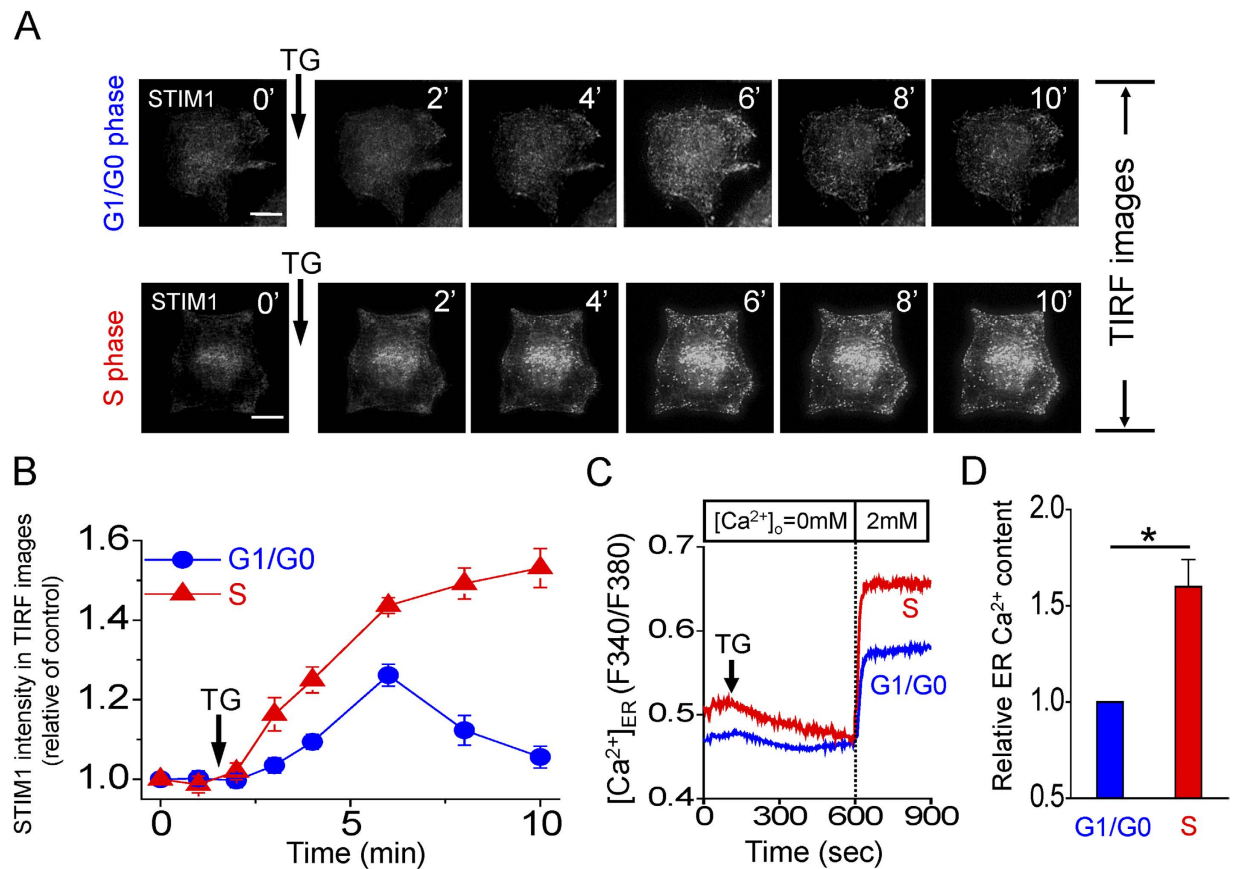 A
G1/G0 phase
TG
STIM1 0’ 2’ 4’ 6’ 8’ 10’
S phase
TG
STIM1 0’ 2’ 4’ 6’ 8’ 10’
TIRF images
B
STIM1 intensity in TIRF images
(relative of control)
1.6
1.4
1.2
1.0
G1/G0
S
TG
0 5 10
Time (min)
C
[Ca²⁺]ₒ=0mM 2mM
[Ca²⁺]ER (F340/F380)
0.7
0.6
0.5
0.4
TG
S
G1/G0
0 300 600 900
Time (sec)
D
Relative ER Ca²⁺ content
2.0
1.5
1.0
0.5
*
G1/G0 S